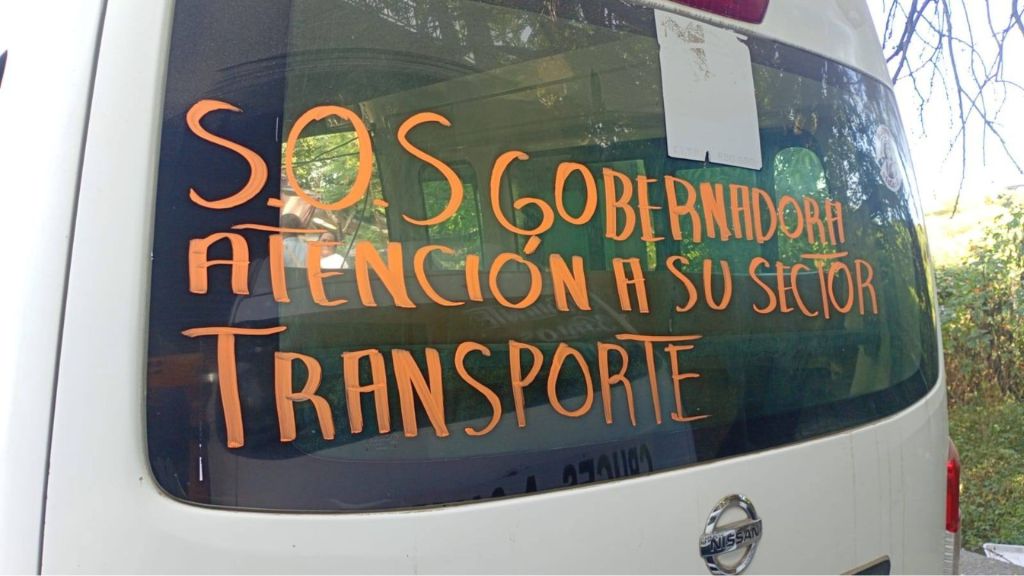 S.O.S GOBERNADORA
ATENCIÓN A SU SECTOR
TRANSPORTE
NISSAN